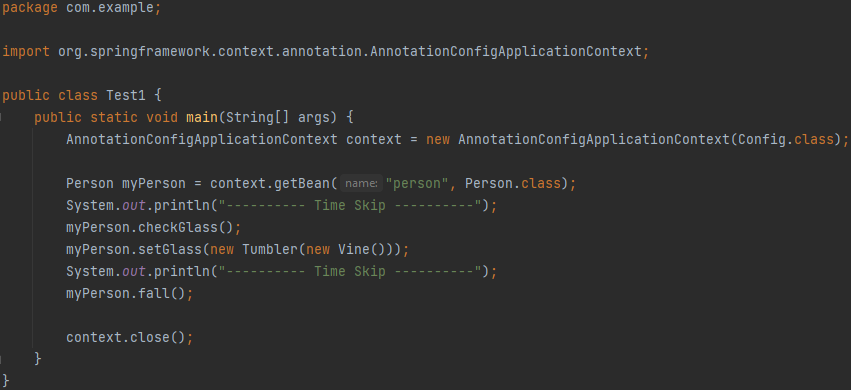 package com.example;
import org.springframework.context.annotation.AnnotationConfigApplicationContext;
public class Test1 {
public static void main(String[] args) {
AnnotationConfigApplicationContext context = new AnnotationConfigApplicationContext(Config.class);
Person myPerson = context.getBean( name: "person", Person.class);
System.out.println("---------- Time Skip ----------");
myPerson.checkGlass();
myPerson.setGlass(new Tumbler(new Vine()));
System.out.println("---------- Time Skip ----------");
myPerson.fall();
context.close();
}
}